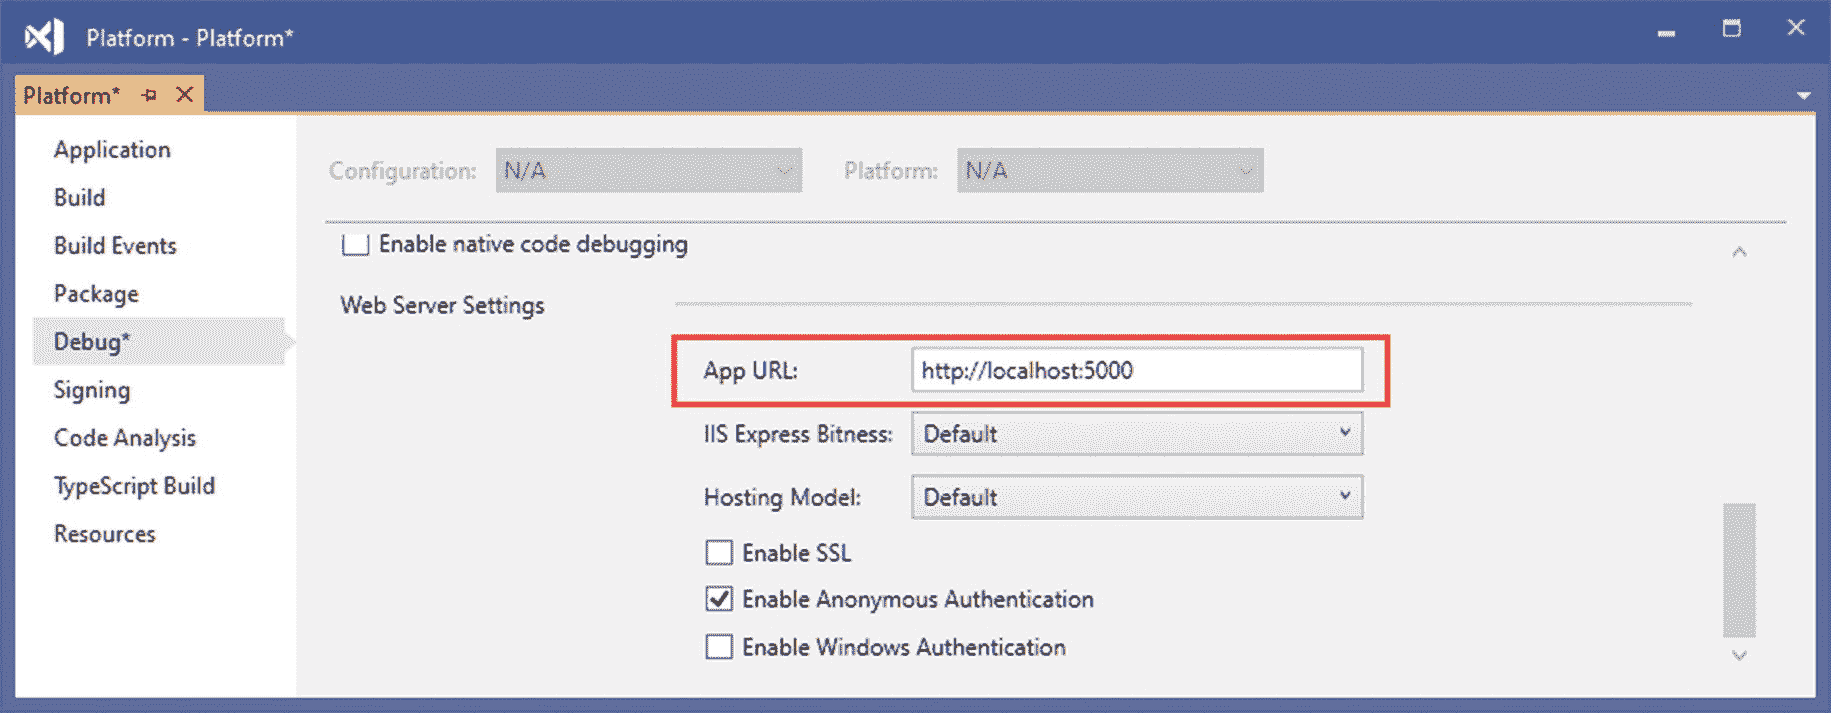 Platform - Platform*
Platform*
Application
Build
Build Events
Package
Debug*
Signing
Code Analysis
TypeScript Build
Resources
Configuration: N/A Platform: N/A
Enable native code debugging
Web Server Settings
App URL: http://localhost:5000
IIS Express Bitness: Default
Hosting Model: Default
Enable SSL
Enable Anonymous Authentication
Enable Windows Authentication